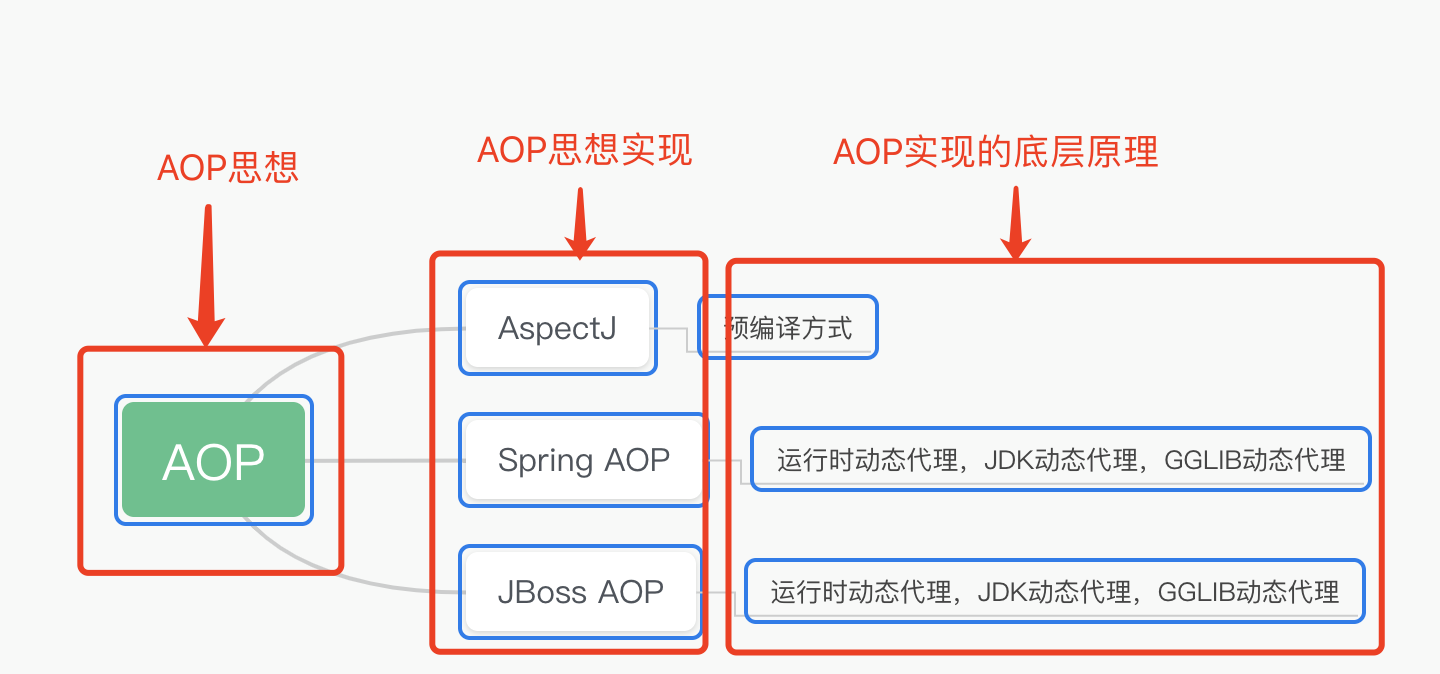 AOP思想
AOP思想实现
AOP实现的底层原理
AOP
AspectJ
预编译方式
Spring AOP
运行时动态代理，JDK动态代理，GGLIB动态代理
JBoss AOP
运行时动态代理，JDK动态代理，GGLIB动态代理